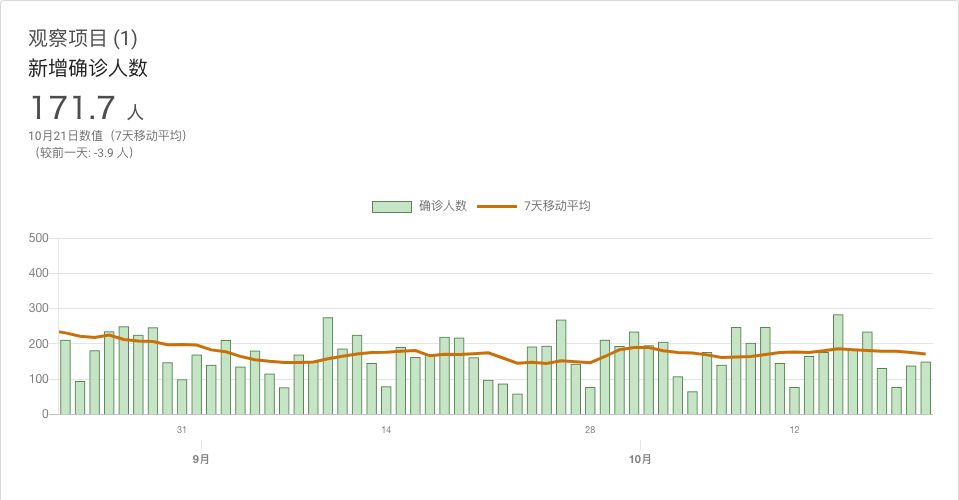 观察项目 (1)
新增确诊人数
171.7 人
10月21日数值（7天移动平均）
（较前一天: -3.9 人）
确诊人数 7天移动平均
500
400
300
200
100
0
31 14 28 12
9月 10月